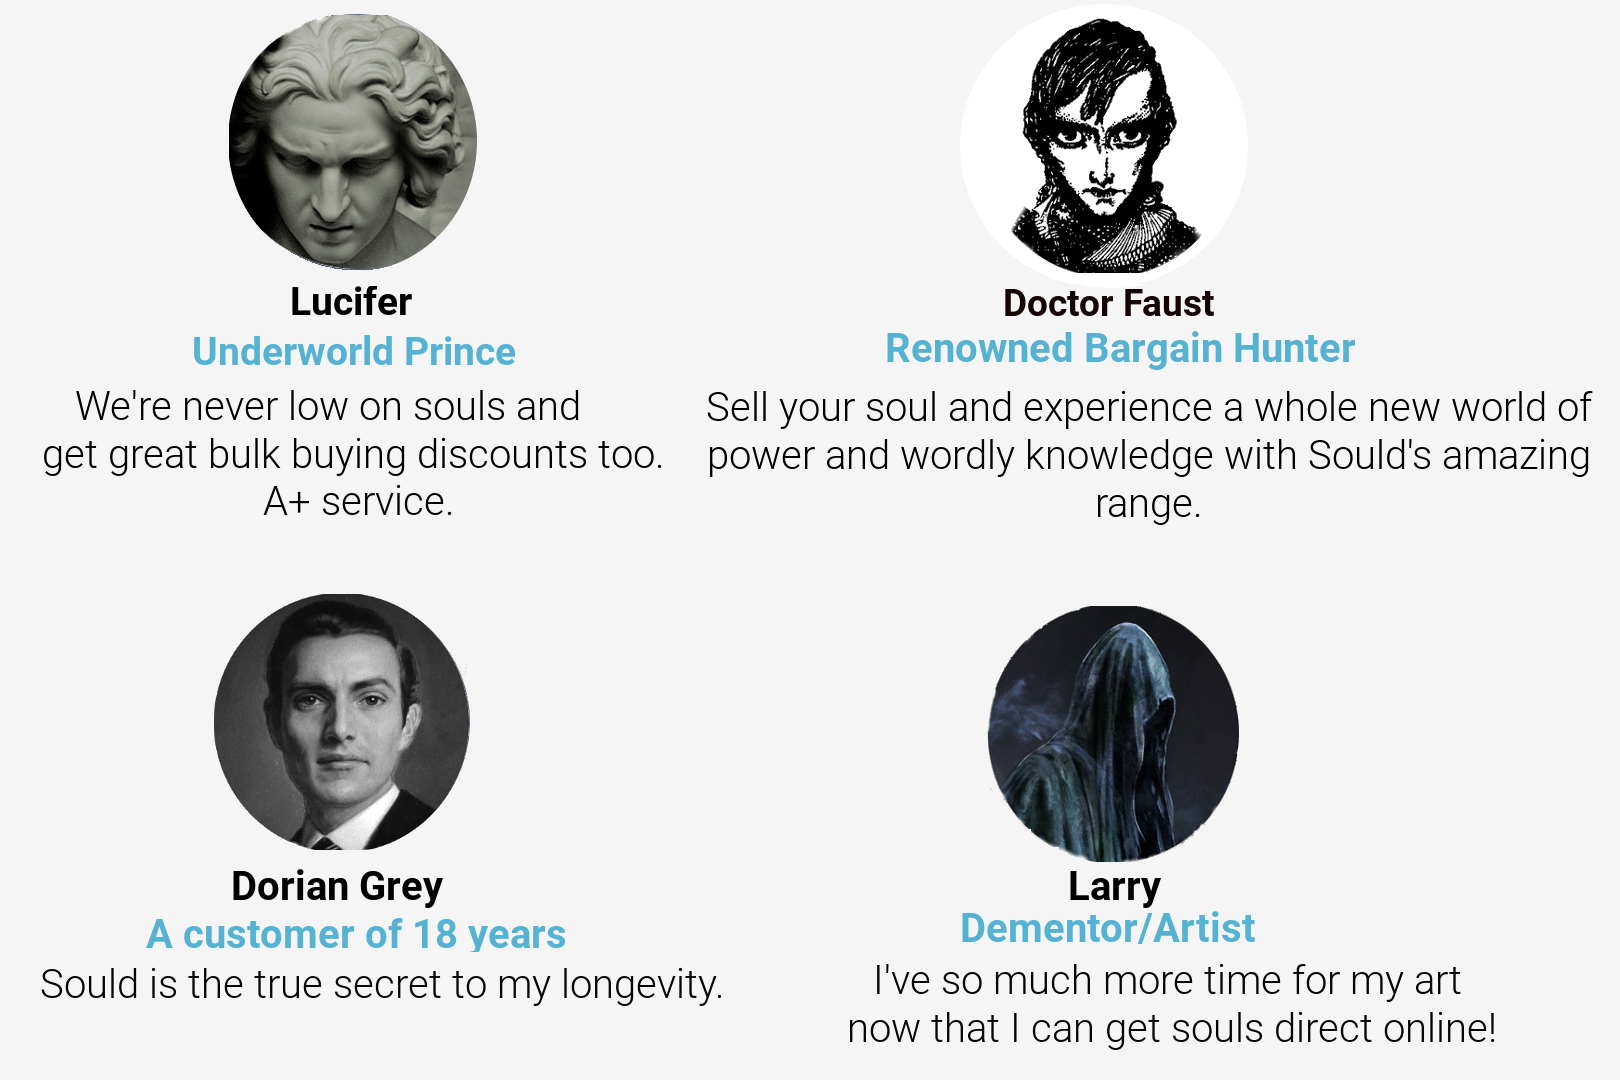 Lucifer
Underworld Prince
We're never low on souls and
get great bulk buying discounts too.
A+ service.
Doctor Faust
Renowned Bargain Hunter
Sell your soul and experience a whole new world of
power and wordly knowledge with Sould's amazing
range.
Dorian Grey
A customer of 18 years
Sould is the true secret to my longevity.
Larry
Dementor/Artist
I've so much more time for my art
now that I can get souls direct online!